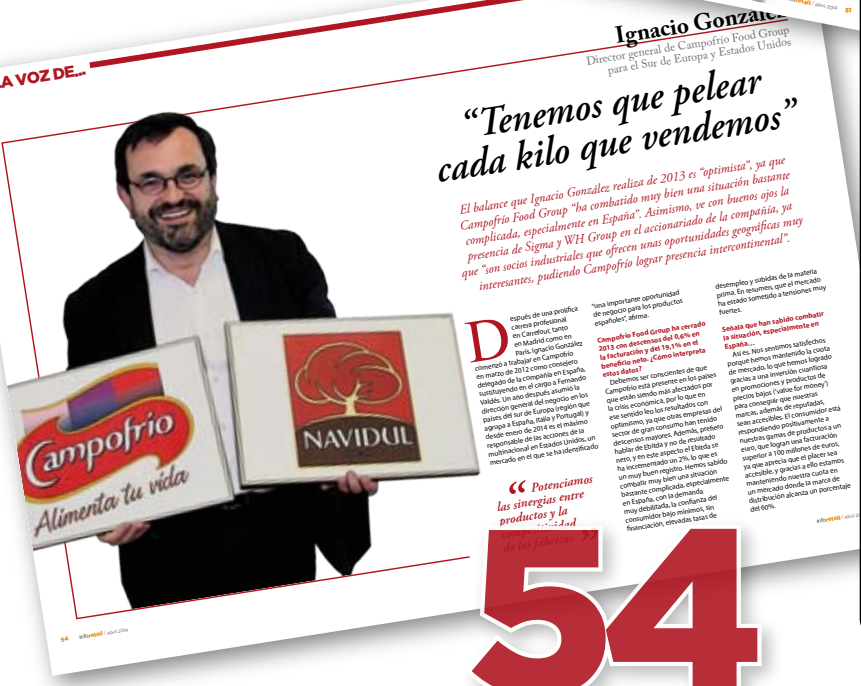 infoRetail / Abril 2014 57
LA VOZ DE...
Ignacio González
Director general de Campofrío Food Group
para el Sur de Europa y Estados Unidos
“Tenemos que pelear
cada kilo que vendemos”
El balance que Ignacio González realiza de 2013 es “optimista”, ya que
Campofrío Food Group “ha combatido muy bien una situación bastante
complicada, especialmente en España”. Asimismo, ve con buenos ojos la
presencia de Sigma y WH Group en el accionariado de la compañía, ya
que “son socios industriales que ofrecen unas oportunidades geográficas muy
interesantes, pudiendo Campofrío lograr presencia intercontinental”.
Campofrío
Alimenta tu vida
NAVIDUL
Después de una prolífica
carrera profesional
en Carrefour, tanto
en Madrid como en
París, Ignacio González
comenzó a trabajar en Campofrío
en marzo de 2012 como consejero
delegado de la compañía en España,
sustituyendo en el cargo a Fernando
Valdés. Un año después asumió la
dirección general del negocio en los
países del sur de Europa (región que
agrupa a España, Italia y Portugal) y
desde enero de 2014 es el máximo
responsable de las acciones de la
multinacional en Estados Unidos, un
mercado en el que se ha identificado
“ Potenciamos
las sinergias entre
productos y la
competitividad
de las fábricas ”
“una importante oportunidad
de negocio para los productos
españoles”, afirma.
Campofrío Food Group ha cerrado
2013 con descensos del 0,6% en
la facturación y del 19,1% en el
beneficio neto. ¿Cómo interpreta
estos datos?
Debemos ser conscientes de que
Campofrío está presente en los países
que están siendo más afectados por
la crisis económica, por lo que en
ese sentido leo los resultados con
optimismo, ya que otras empresas del
sector de gran consumo han tenido
descensos mayores. Además, prefiero
hablar de Ebitda y no de resultado
neto, y en este aspecto el Ebitda se
ha incrementado un 2%, lo que es
un muy buen registro. Hemos sabido
combatir muy bien una situación
bastante complicada, especialmente
en España, con la demanda
muy debilitada, la confianza del
consumidor bajo mínimos, sin
financiación, elevadas tasas de
desempleo y subidas de la materia
prima. En resumen, que el mercado
ha estado sometido a tensiones muy
fuertes.
Señala que han sabido combatir
la situación, especialmente en
España…
Así es. Nos sentimos satisfechos
porque hemos mantenido la cuota
de mercado, lo que hemos logrado
gracias a una inversión cuantiosa
en promociones y productos de
precios bajos (‘value for money’)
para conseguir que nuestras
marcas, además de reputadas,
sean accesibles. El consumidor está
respondiendo positivamente a
nuestras gamas de productos a un
euro, que logran una facturación
superior a 100 millones de euros,
ya que aprecia que el placer sea
accesible, y gracias a ello estamos
manteniendo nuestra cuota en
un mercado donde la marca de
distribución alcanza un porcentaje
del 60%.
54 infoRetail / Abril 2014
infoRetail / Abril 20
54